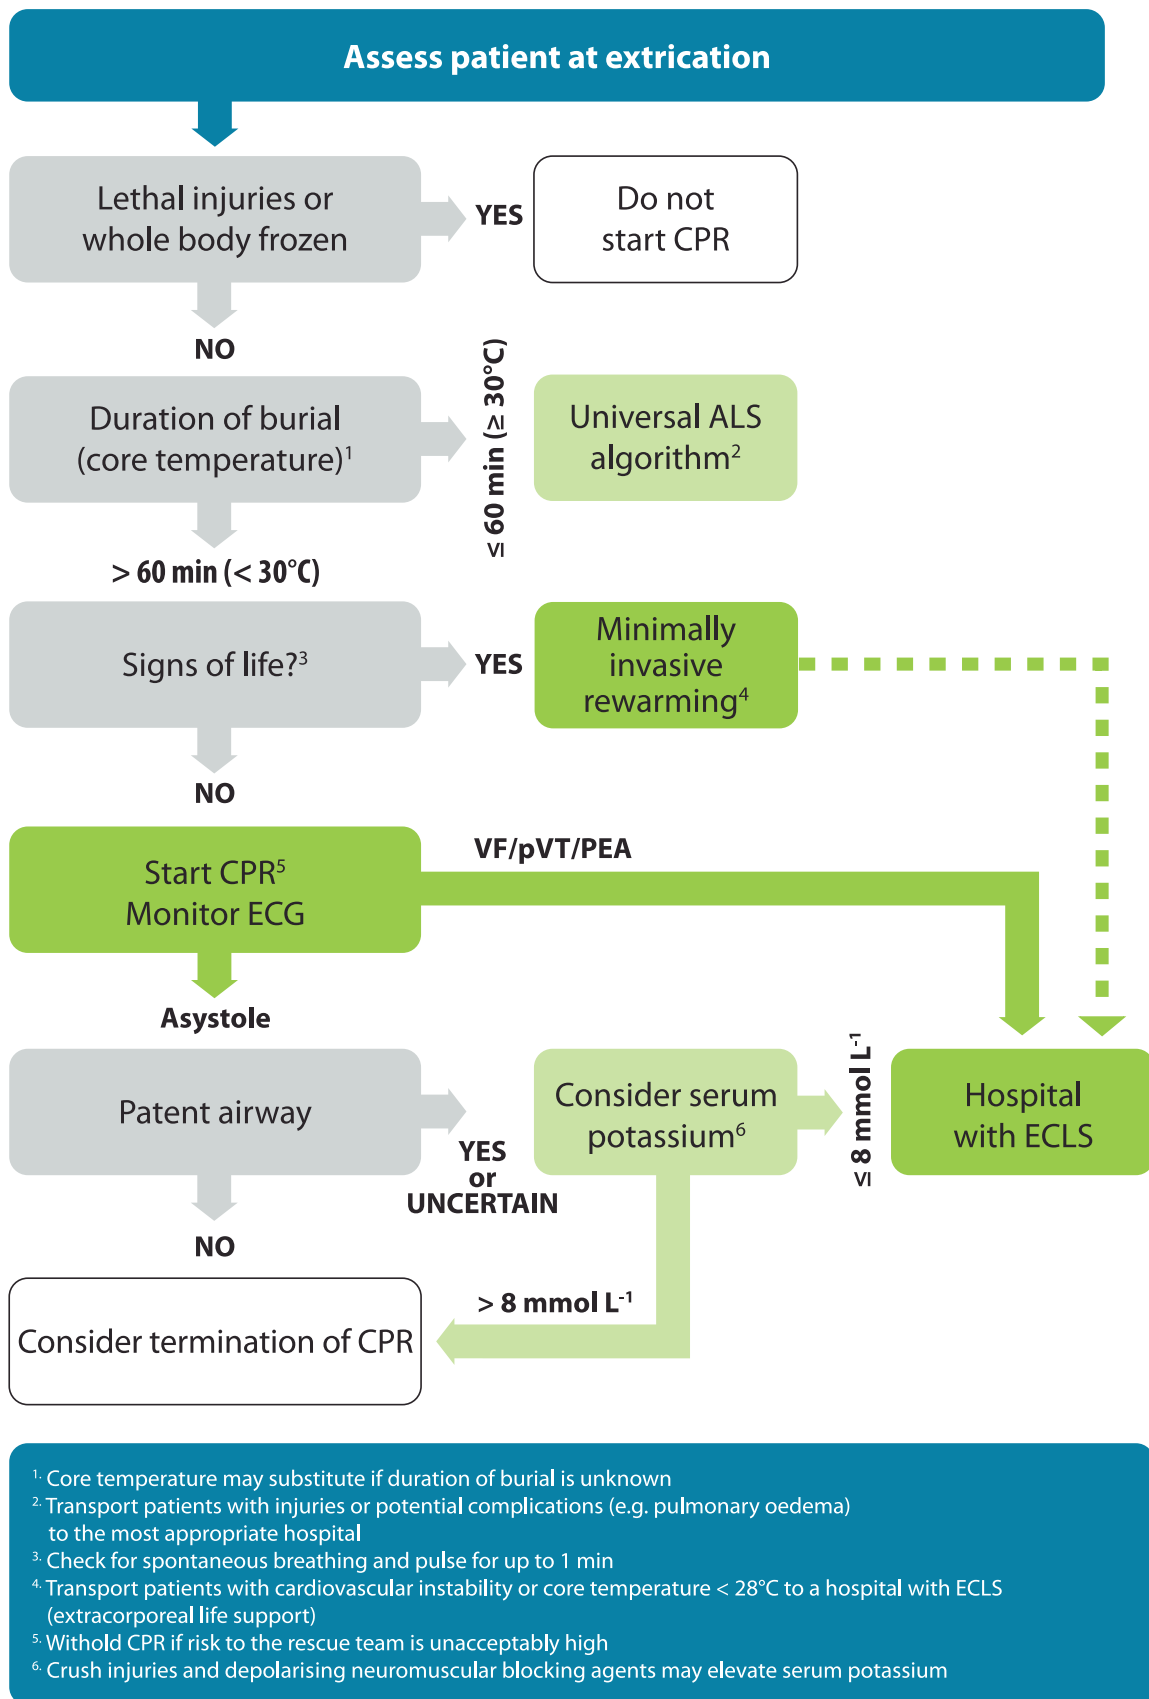 Assess patient at extrication
Lethal injuries or
whole body frozen
YES
Do not
start CPR
NO
Duration of burial
(core temperature)¹
≤ 60 min (≥ 30°C)
Universal ALS
algorithm²
> 60 min (< 30°C)
Signs of life?³
YES
Minimally
invasive
rewarming⁴
NO
Start CPR⁵
Monitor ECG
VF/pVT/PEA
Asystole
Patent airway
YES
or
UNCERTAIN
Consider serum
potassium⁶
≤ 8 mmol L⁻¹
Hospital
with ECLS
NO
> 8 mmol L⁻¹
Consider termination of CPR
¹· Core temperature may substitute if duration of burial is unknown
²· Transport patients with injuries or potential complications (e.g. pulmonary oedema)
to the most appropriate hospital
³· Check for spontaneous breathing and pulse for up to 1 min
⁴· Transport patients with cardiovascular instability or core temperature < 28°C to a hospital with ECLS
(extracorporeal life support)
⁵· Withold CPR if risk to the rescue team is unacceptably high
⁶· Crush injuries and depolarising neuromuscular blocking agents may elevate serum potassium